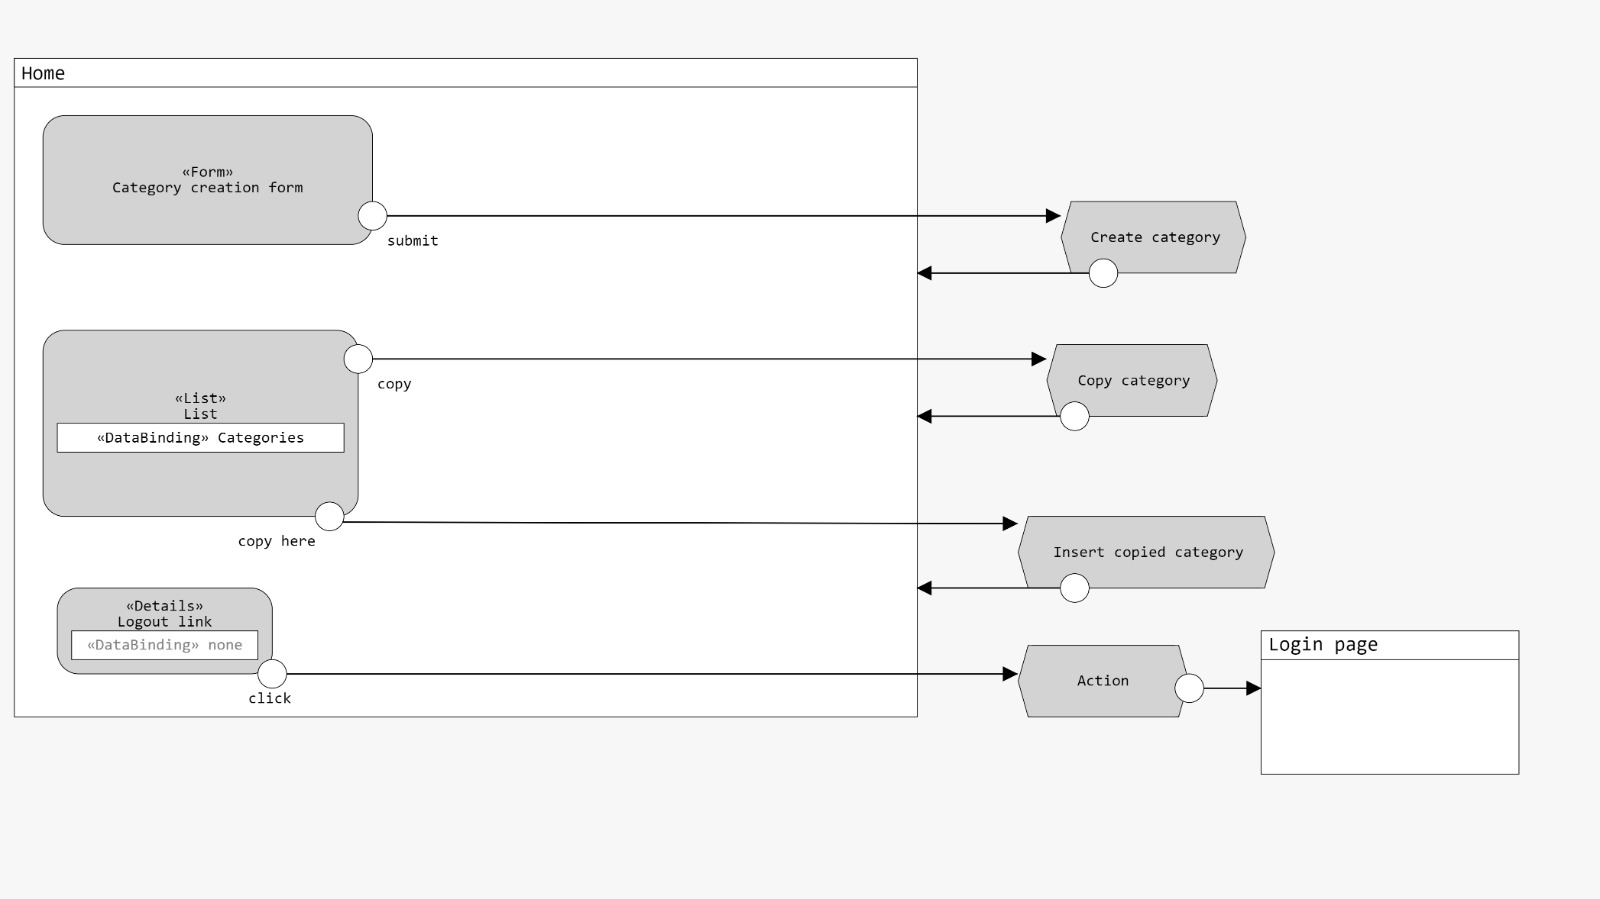 Home
«Form»
Category creation form
submit
Create category
«List»
List
«DataBinding» Categories
copy
Copy category
copy here
Insert copied category
«Details»
Logout link
«DataBinding» none
click
Action
Login page